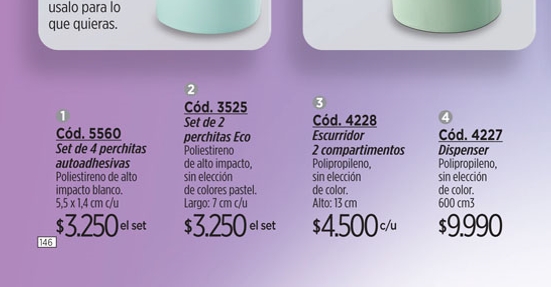 usalo para lo
que quieras.
1
Cód. 5560
Set de 4 perchitas
autoadhesivas
Poliestireno de alto
impacto blanco.
5,5 x 1,4 cm c/u
$3.250 el set
2
Cód. 3525
Set de 2
perchitas Eco
Poliestireno
de alto impacto,
sin elección
de colores pastel.
Largo: 7 cm c/u
$3.250 el set
3
Cód. 4228
Escurridor
2 compartimentos
Polipropileno,
sin elección
de color.
Alto: 13 cm
$4.500 c/u
4
Cód. 4227
Dispenser
Polipropileno,
sin elección
de color.
600 cm3
$9.990
146